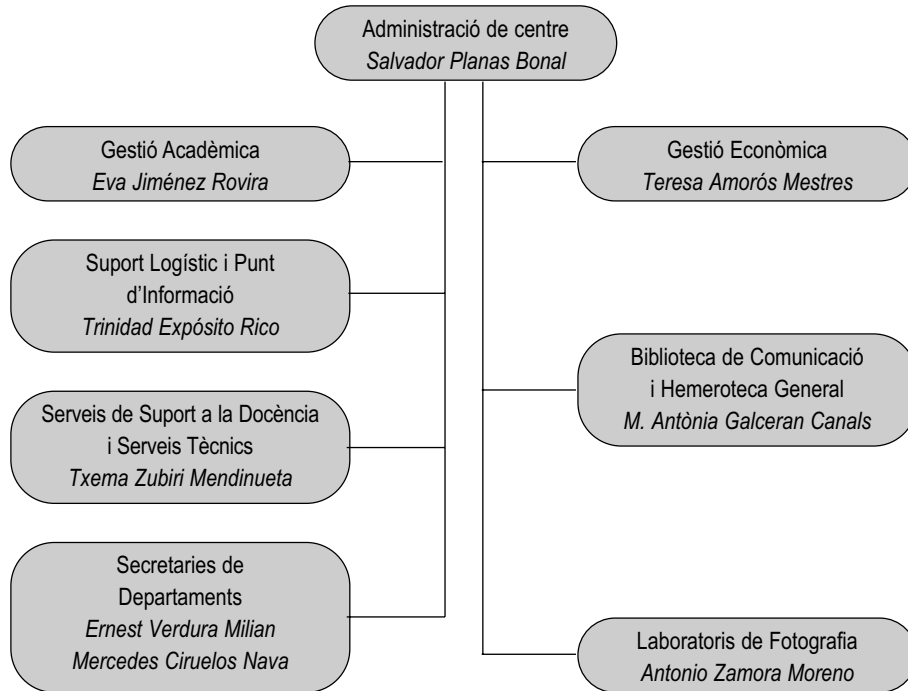 Administració de centre
Salvador Planas Bonal
Gestió Acadèmica
Eva Jiménez Rovira
Gestió Econòmica
Teresa Amorós Mestres
Suport Logístic i Punt
d’Informació
Trinidad Expósito Rico
Biblioteca de Comunicació
i Hemeroteca General
M. Antònia Galceran Canals
Serveis de Suport a la Docència
i Serveis Tècnics
Txema Zubiri Mendinueta
Secretaries de
Departaments
Ernest Verdura Milian
Mercedes Ciruelos Nava
Laboratoris de Fotografia
Antonio Zamora Moreno